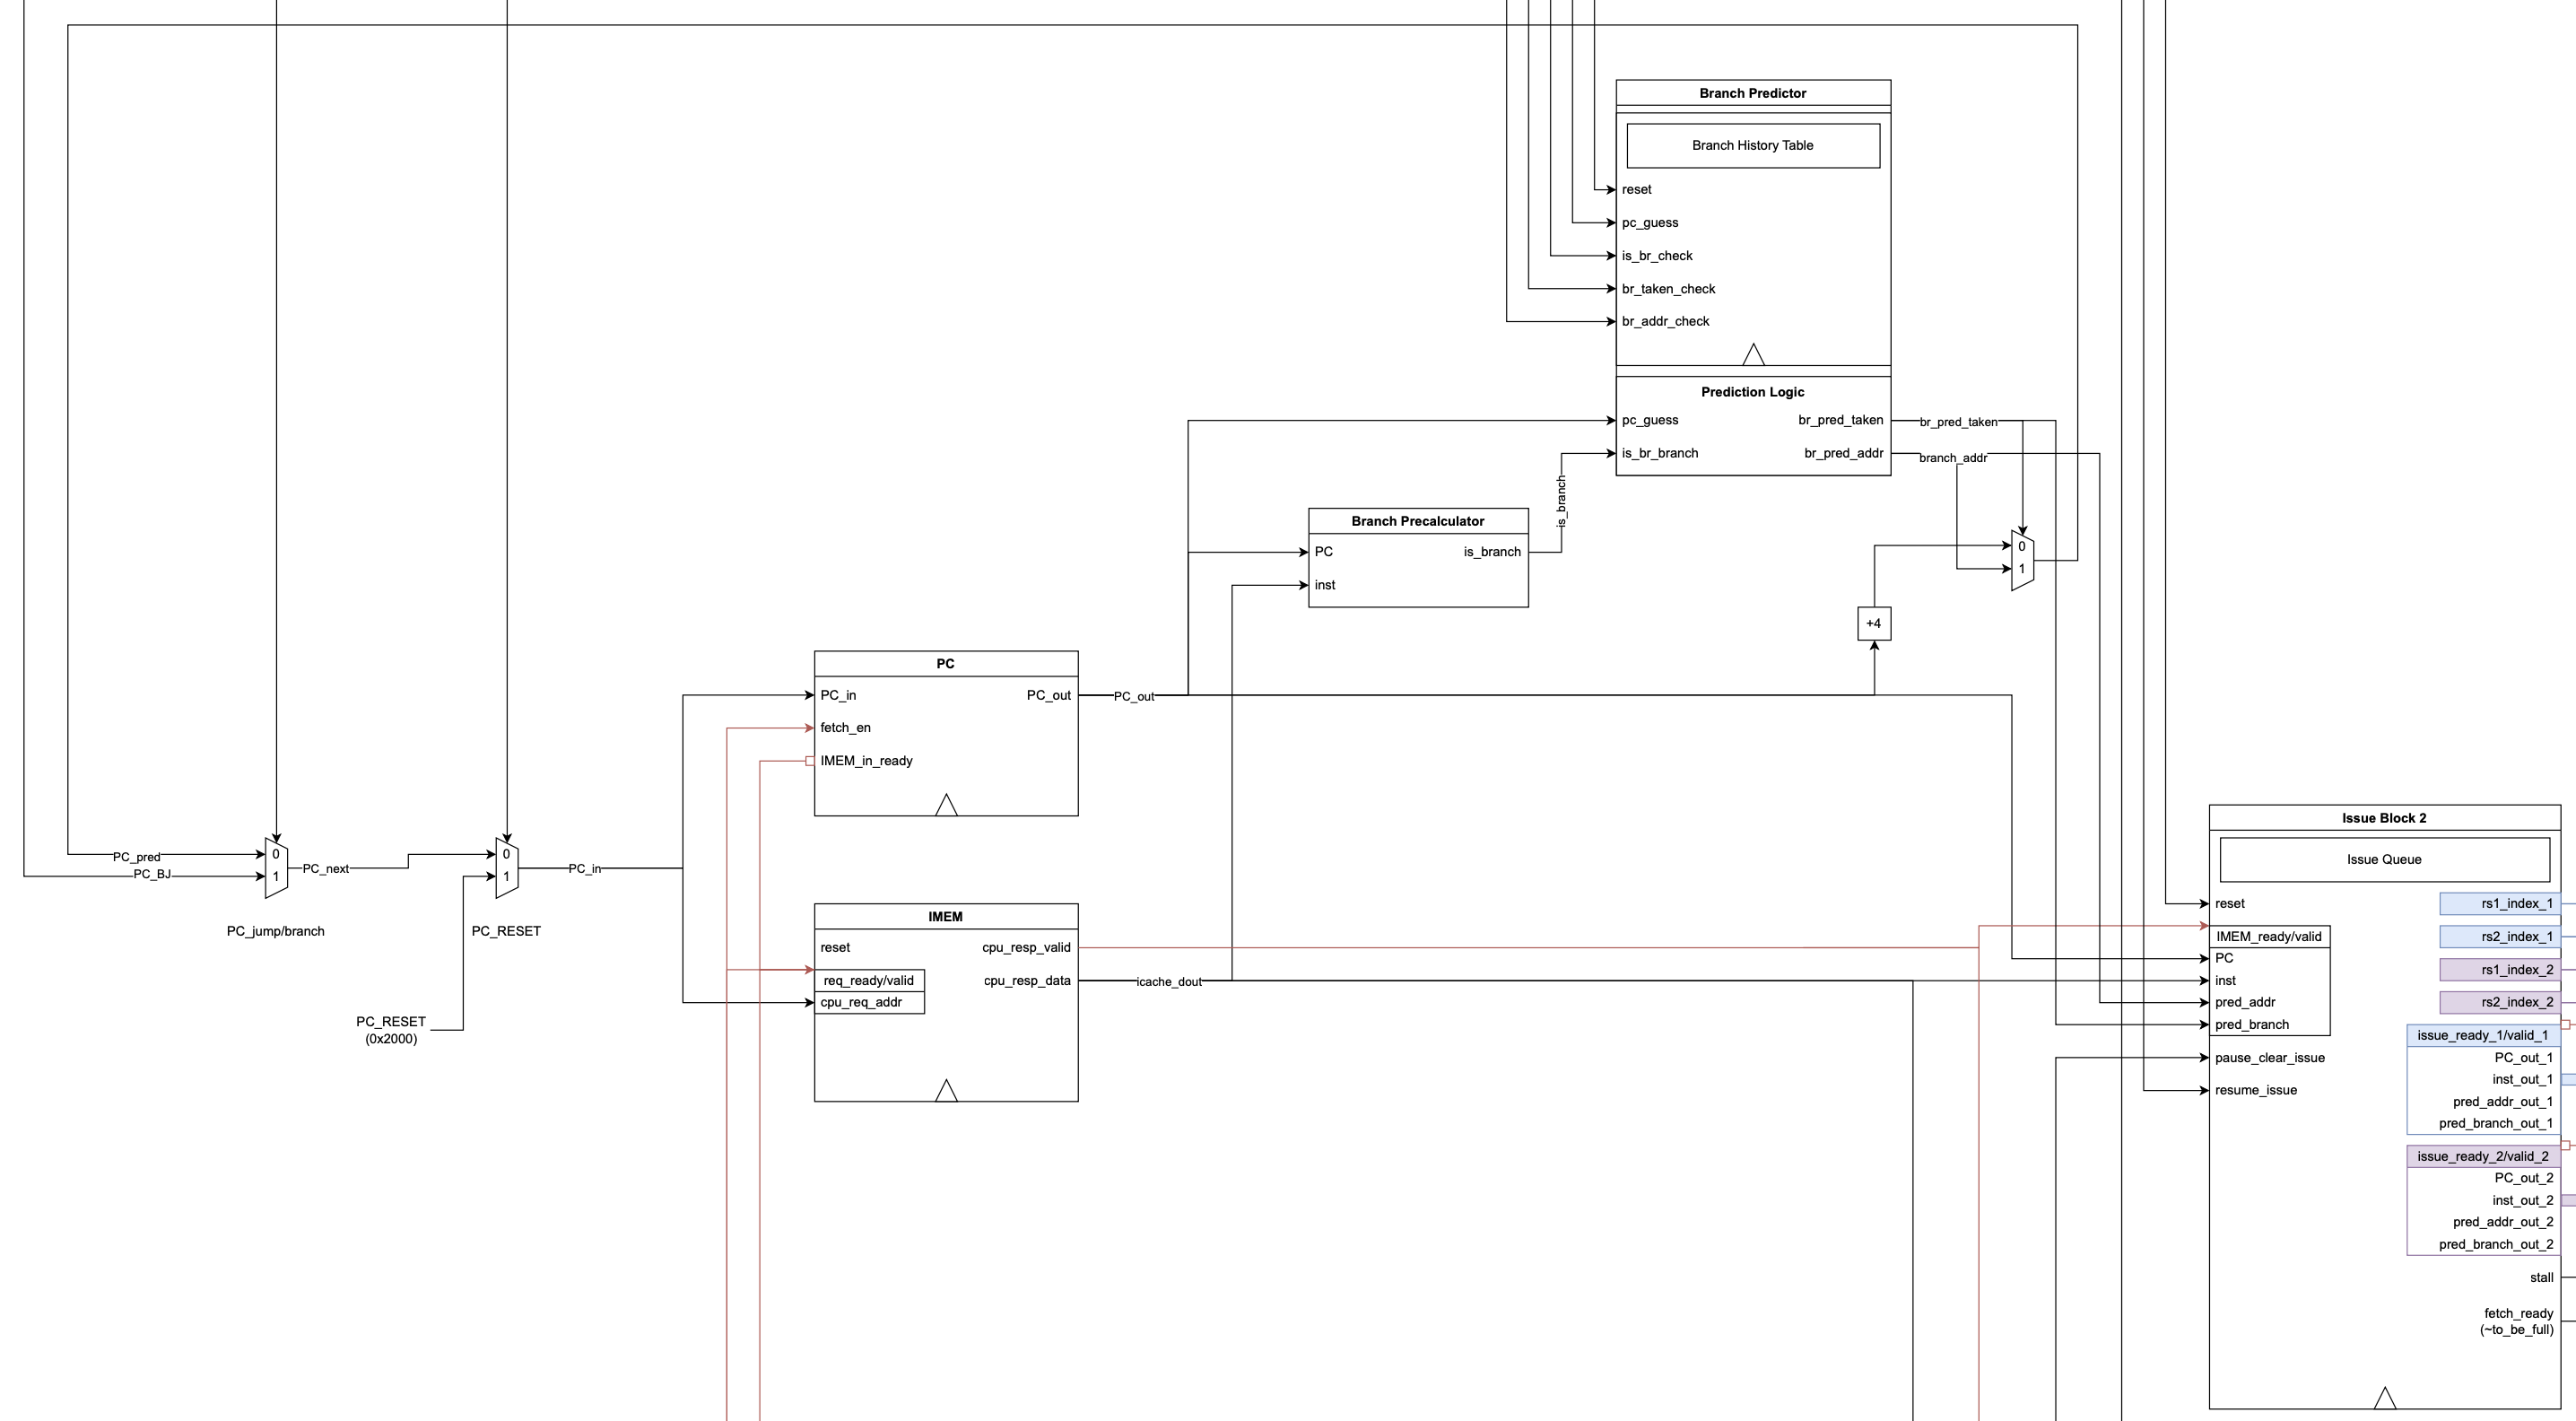 Branch Predictor
Branch History Table
reset
pc_guess
is_br_check
br_taken_check
br_addr_check
Prediction Logic
pc_guess
br_pred_taken
br_pred_taken
is_br_branch
br_pred_addr
branch_addr
is_branch
Branch Precalculator
PC
is_branch
inst
0
1
+4
PC
PC_in
PC_out
PC_out
fetch_en
IMEM_in_ready
PC_pred
PC_BJ
0
1
PC_next
0
1
PC_in
PC_jump/branch
PC_RESET
PC_RESET
(0x2000)
IMEM
reset
cpu_resp_valid
req_ready/valid
cpu_resp_data
icache_dout
cpu_req_addr
Issue Block 2
Issue Queue
reset
IMEM_ready/valid
PC
inst
pred_addr
pred_branch
pause_clear_issue
resume_issue
rs1_index_1
rs2_index_1
rs1_index_2
rs2_index_2
issue_ready_1/valid_1
PC_out_1
inst_out_1
pred_addr_out_1
pred_branch_out_1
issue_ready_2/valid_2
PC_out_2
inst_out_2
pred_addr_out_2
pred_branch_out_2
stall
fetch_ready
(~to_be_full)